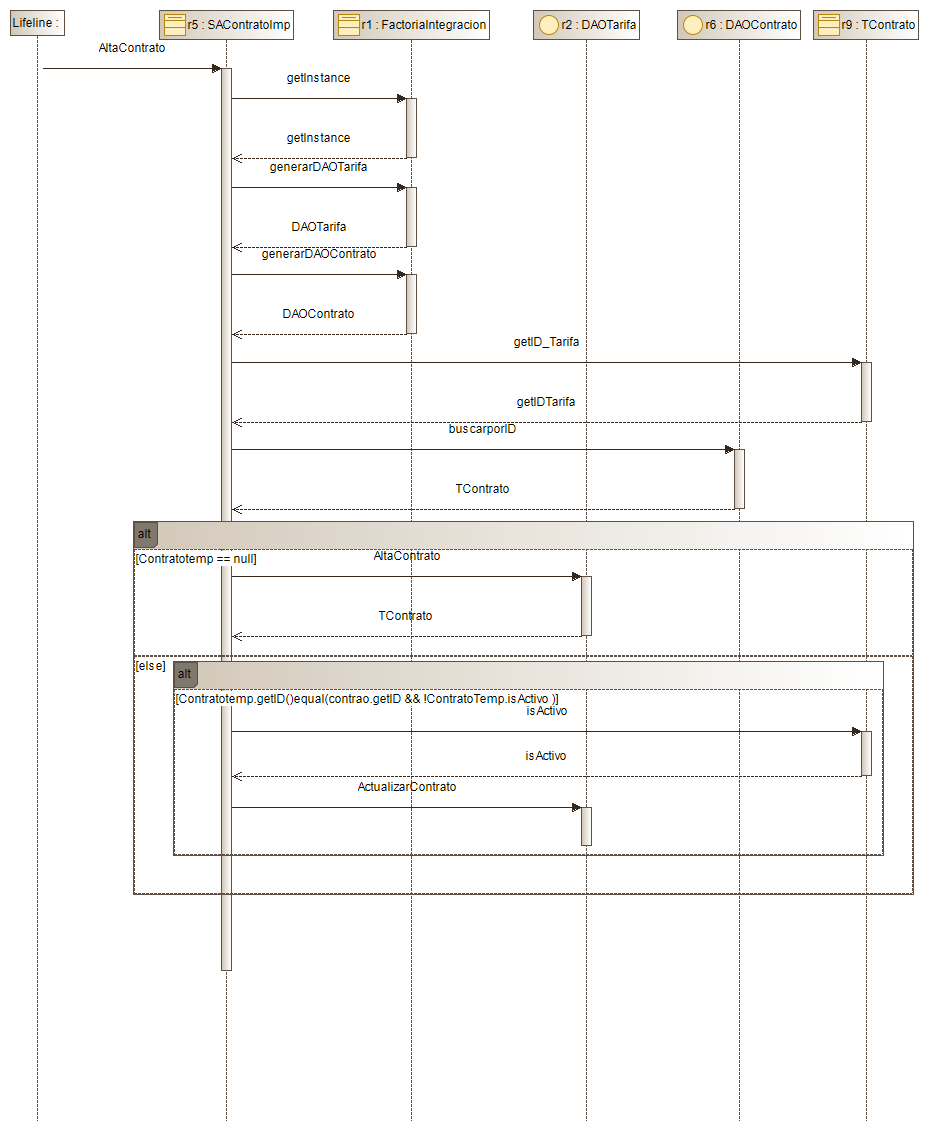 Lifeline :
r5 : SAContratoImp
r1 : FactoriaIntegracion
r2 : DAOTarifa
r6 : DAOContrato
r9 : TContrato
AltaContrato
getInstance
getInstance
generarDAOTarifa
DAOTarifa
generarDAOContrato
DAOContrato
getID_Tarifa
getIDTarifa
buscarporID
TContrato
alt
[Contratotemp == null]
AltaContrato
TContrato
[else]
alt
[Contratotemp.getID()equal(contrao.getID && !ContratoTemp.isActivo )]
isActivo
isActivo
ActualizarContrato